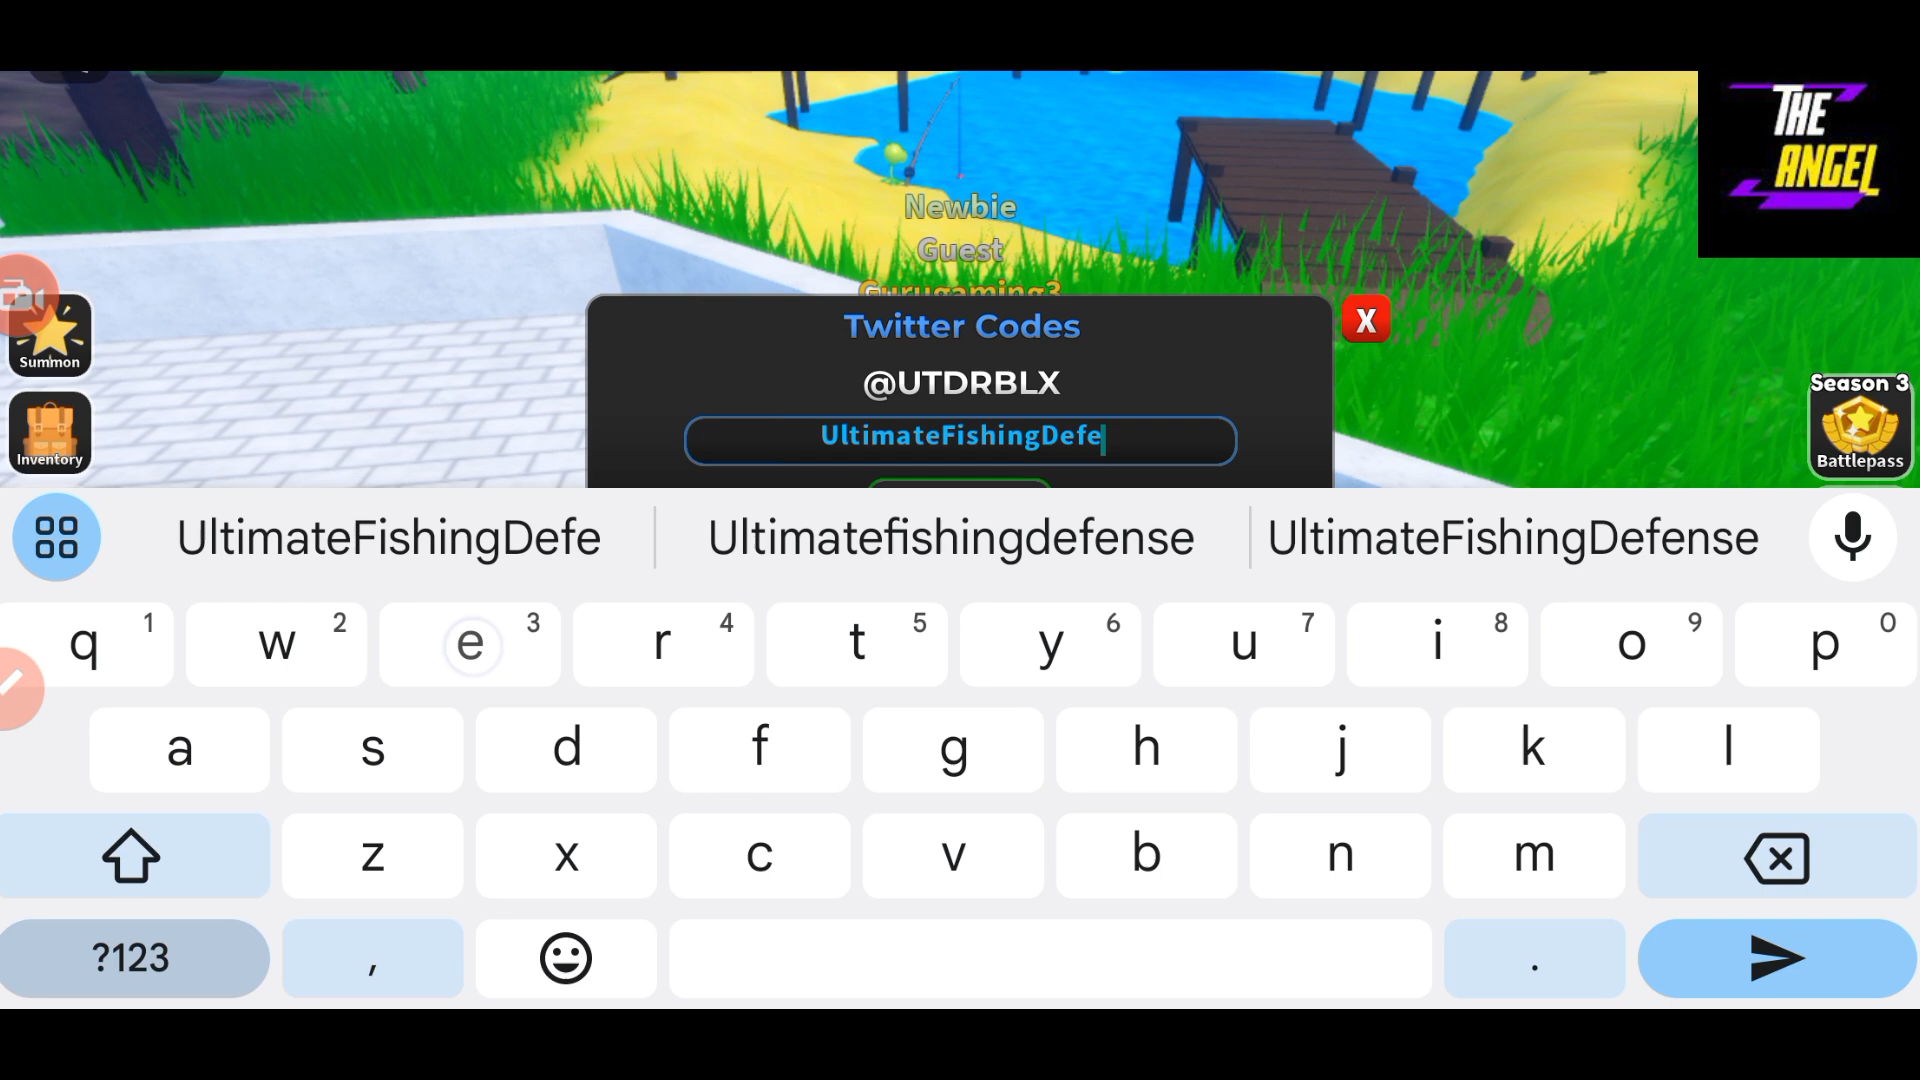 THE
ANGEL
Newbie
Guest
Gurugaming3
Twitter Codes
X
@UTDRBLX
UltimateFishingDefe
Summon
Inventory
Season 3
Battlepass
UltimateFishingDefe
Ultimatefishingdefense
UltimateFishingDefense
q 1 w 2 e 3 r 4 t 5 y 6 u 7 i 8 o 9 p 0
a s d f g h j k l
z x c v b n m
?123 , .